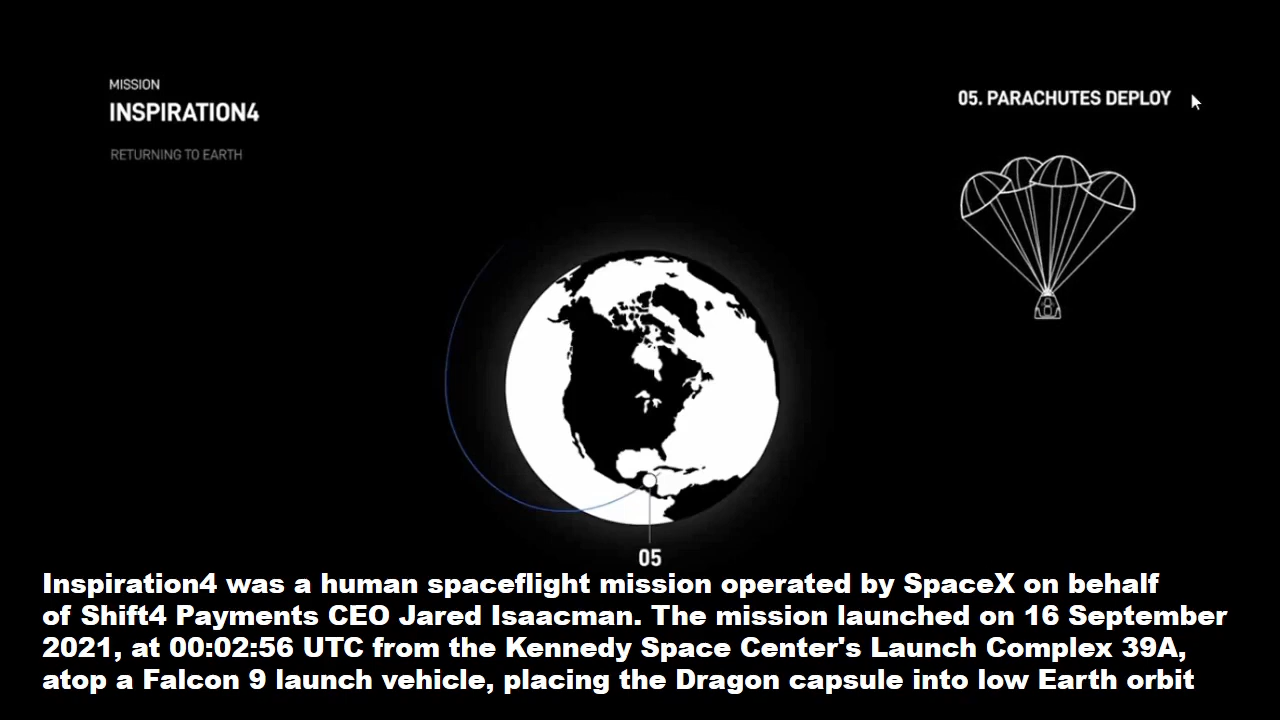 MISSION
INSPIRATION4
RETURNING TO EARTH
05. PARACHUTES DEPLOY
05
Inspiration4 was a human spaceflight mission operated by SpaceX on behalf
of Shift4 Payments CEO Jared Isaacman. The mission launched on 16 September
2021, at 00:02:56 UTC from the Kennedy Space Center's Launch Complex 39A,
atop a Falcon 9 launch vehicle, placing the Dragon capsule into low Earth orbit